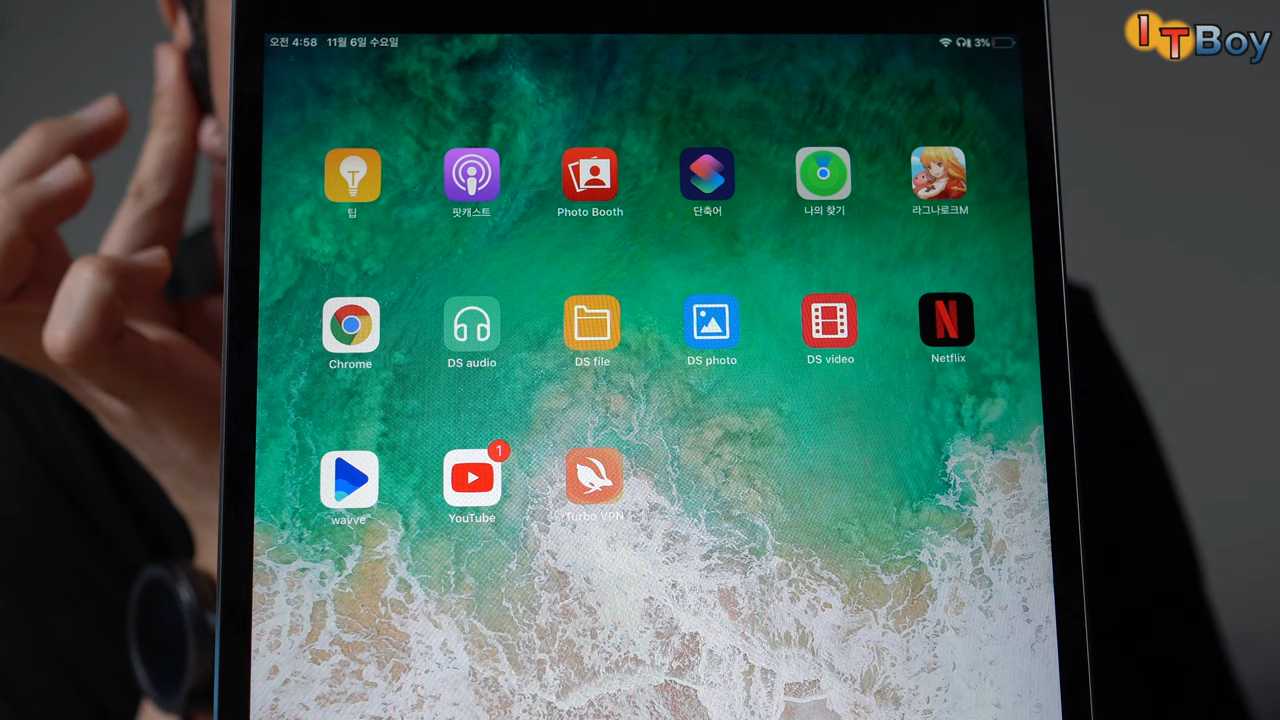 오전 4:58 11월 6일 수요일
3%
ITBoy
팁
팟캐스트
Photo Booth
단축어
나의 찾기
라그나로크M
Chrome
DS audio
DS file
DS photo
DS video
Netflix
1
wavve
YouTube
Turbo VPN